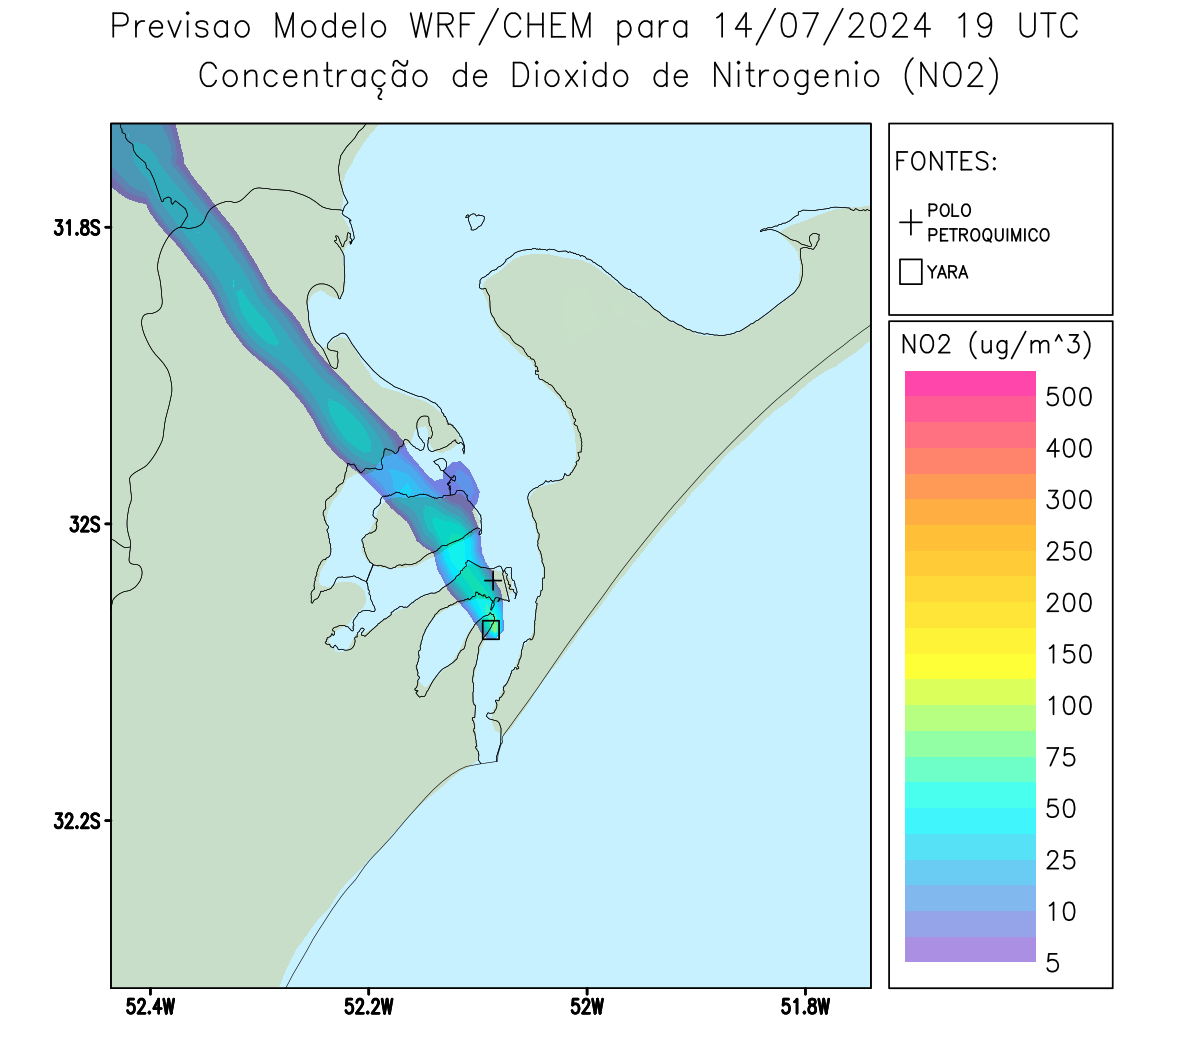 Previsao Modelo WRF/CHEM para 14/07/2024 19 UTC
Concentração de Dioxido de Nitrogenio (NO2)
FONTES:
POLO
PETROQUIMICO
YARA
NO2 (ug/m^3)
500
400
300
250
200
150
100
75
50
25
10
5
31.8S
32S
32.2S
52.4W
52.2W
52W
51.8W